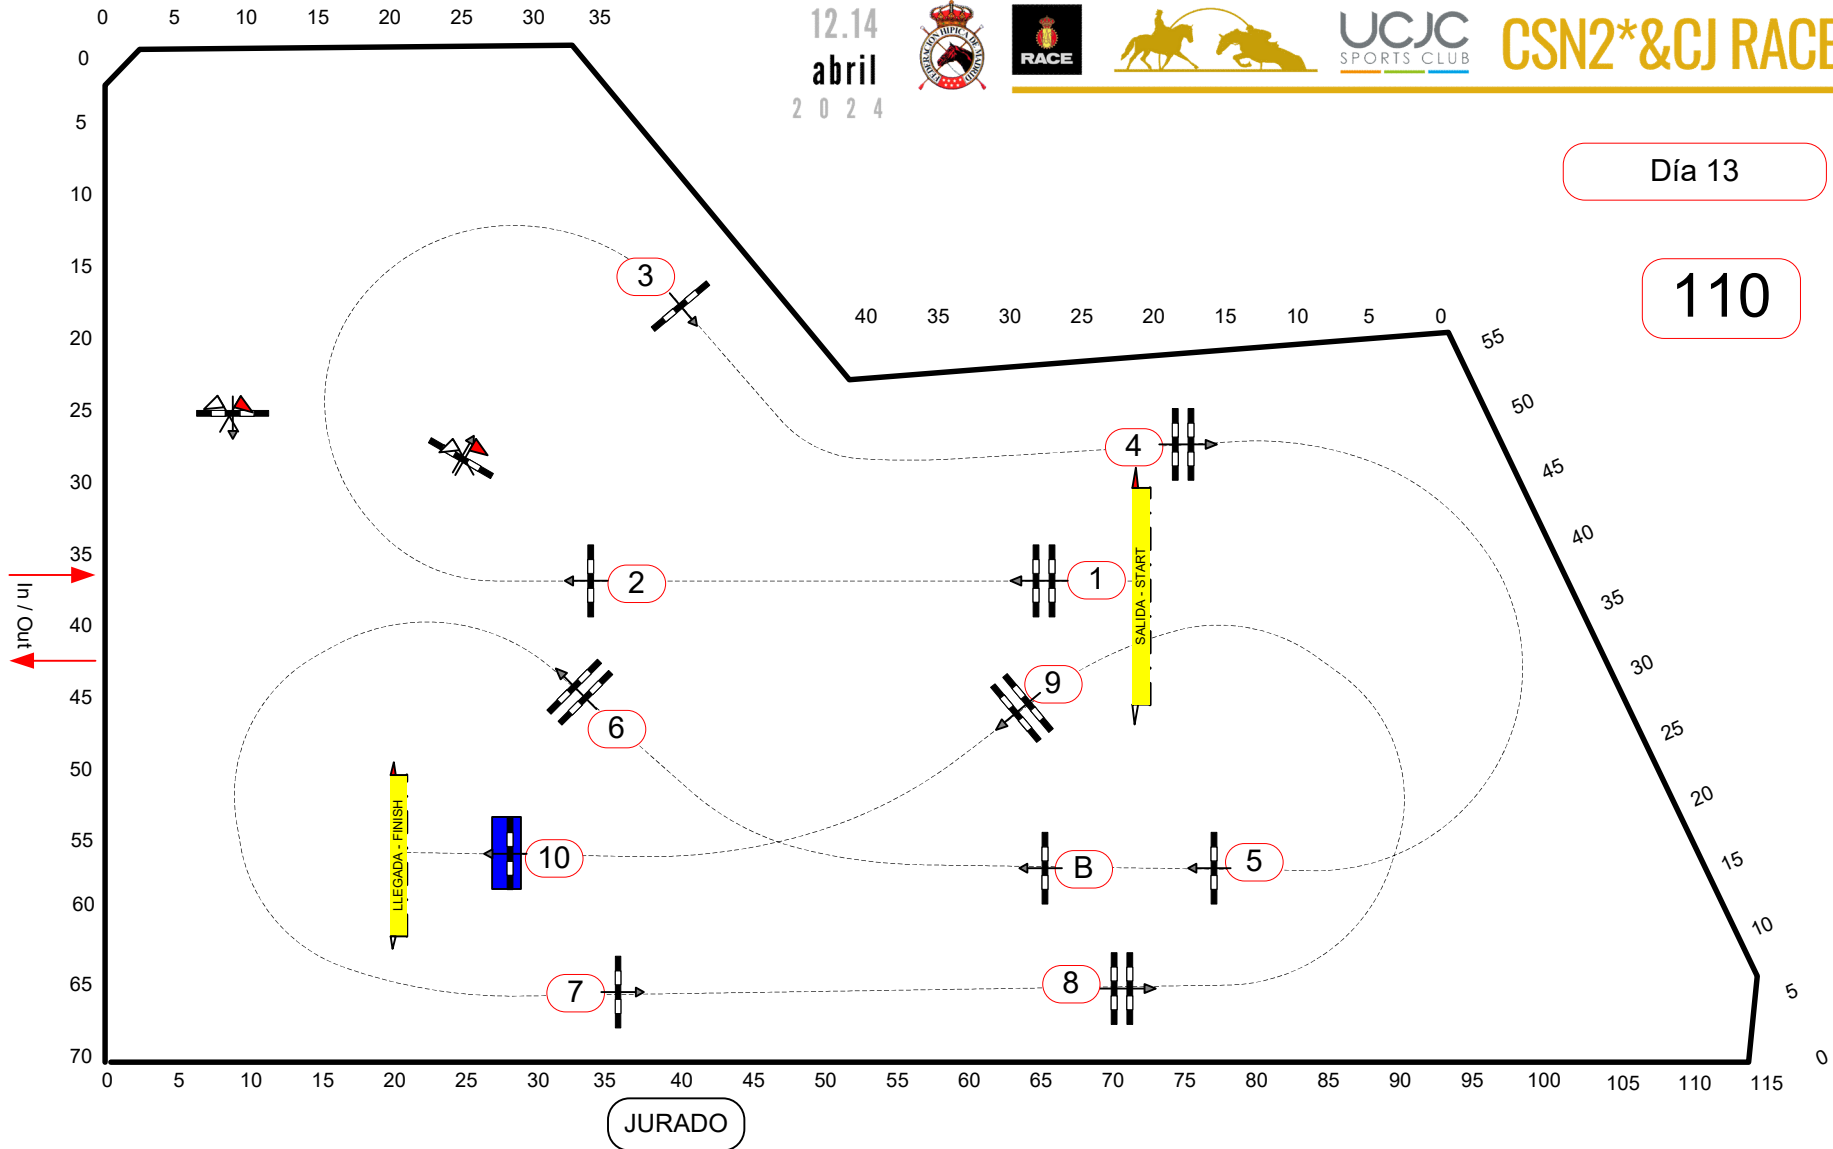 12.14
abril
2 0 2 4
FEDERACION HIPICA DE MADRID
RACE
UCJC
SPORTS CLUB
CSN2*&CJ RACE
Día 13
110
0 5 10 15 20 25 30 35
0
5
10
15
20
25
30
35
40
45
50
55
60
65
70
In / Out
40 35 30 25 20 15 10 5 0
55
50
45
40
35
30
25
20
15
10
5
0
3
4
2
1
SALIDA - START
9
6
LLEGADA - FINISH
10
B
5
7
8
0 5 10 15 20 25 30 35 40 45 50 55 60 65 70 75 80 85 90 95 100 105 110 115
JURADO